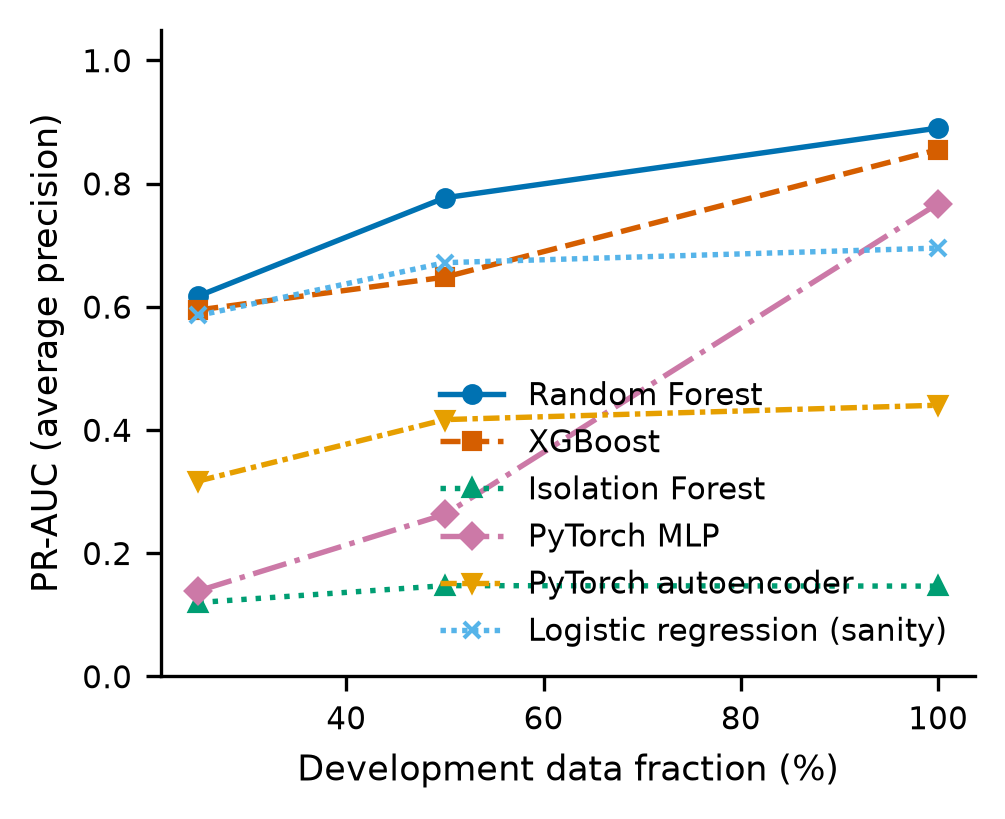 PR-AUC (average precision)
1.0
0.8
0.6
0.4
0.2
0.0
Random Forest
XGBoost
Isolation Forest
PyTorch MLP
PyTorch autoencoder
Logistic regression (sanity)
40 60 80 100
Development data fraction (%)